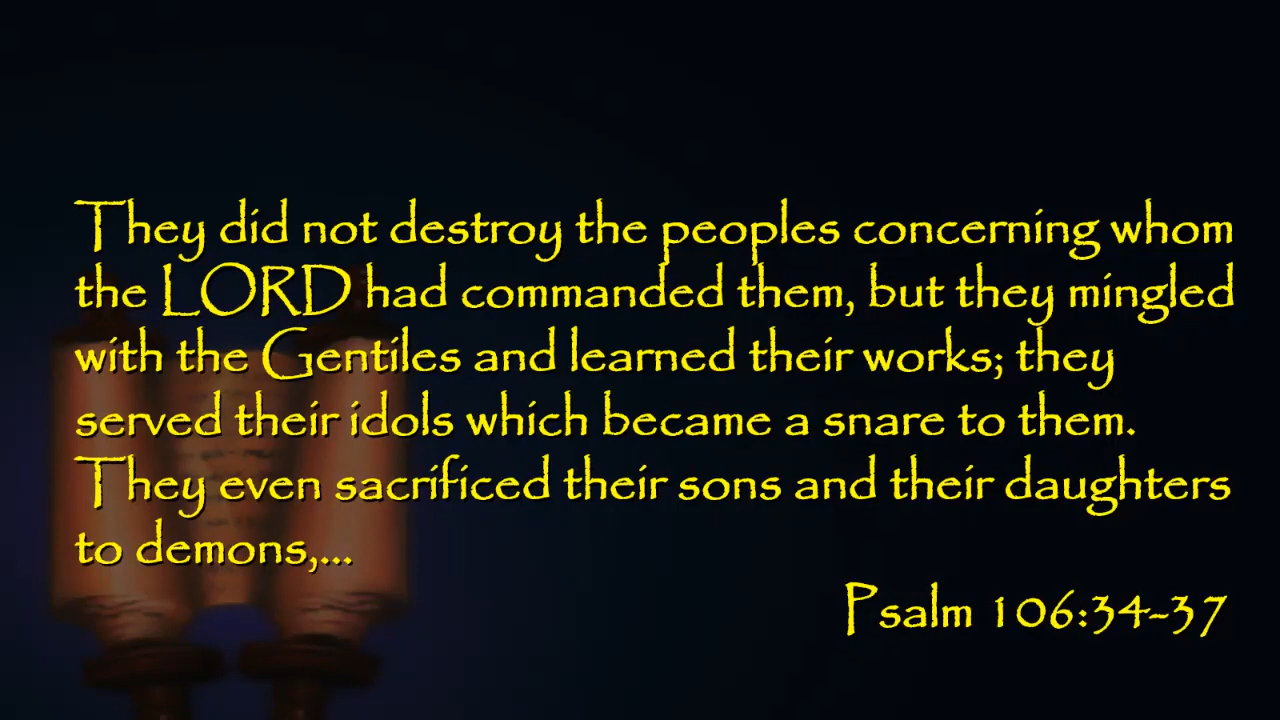 They did not destroy the peoples concerning whom
the LORD had commanded them, but they mingled
with the Gentiles and learned their works; they
served their idols which became a snare to them.
They even sacrificed their sons and their daughters
to demons,...
Psalm 106:34-37